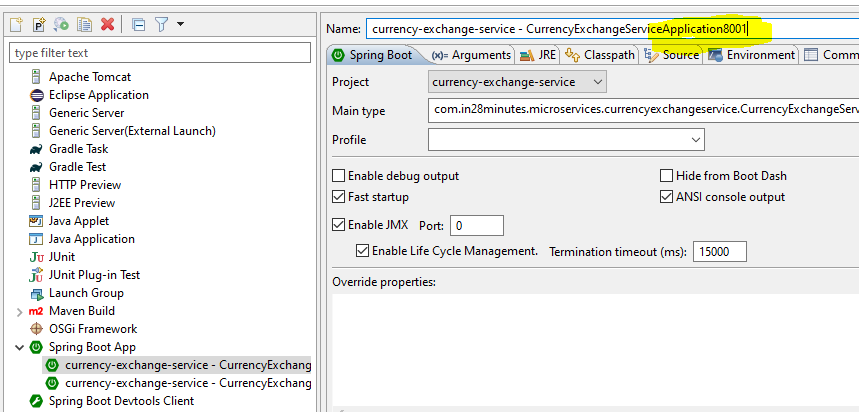 Name: currency-exchange-service - CurrencyExchangeServiceApplication8001
type filter text
Apache Tomcat
Eclipse Application
Generic Server
Generic Server(External Launch)
Gradle Task
Gradle Test
HTTP Preview
J2EE Preview
Java Applet
Java Application
JUnit
JUnit Plug-in Test
Launch Group
m2 Maven Build
OSGi Framework
Spring Boot App
currency-exchange-service - CurrencyExchang
currency-exchange-service - CurrencyExchang
Spring Boot Devtools Client
Spring Boot (x)= Arguments JRE Classpath Source Environment Comm
Project currency-exchange-service
Main type com.in28minutes.microservices.currencyexchangeservice.CurrencyExchangeServ
Profile
Enable debug output Hide from Boot Dash
Fast startup ANSI console output
Enable JMX Port: 0
Enable Life Cycle Management. Termination timeout (ms): 15000
Override properties: